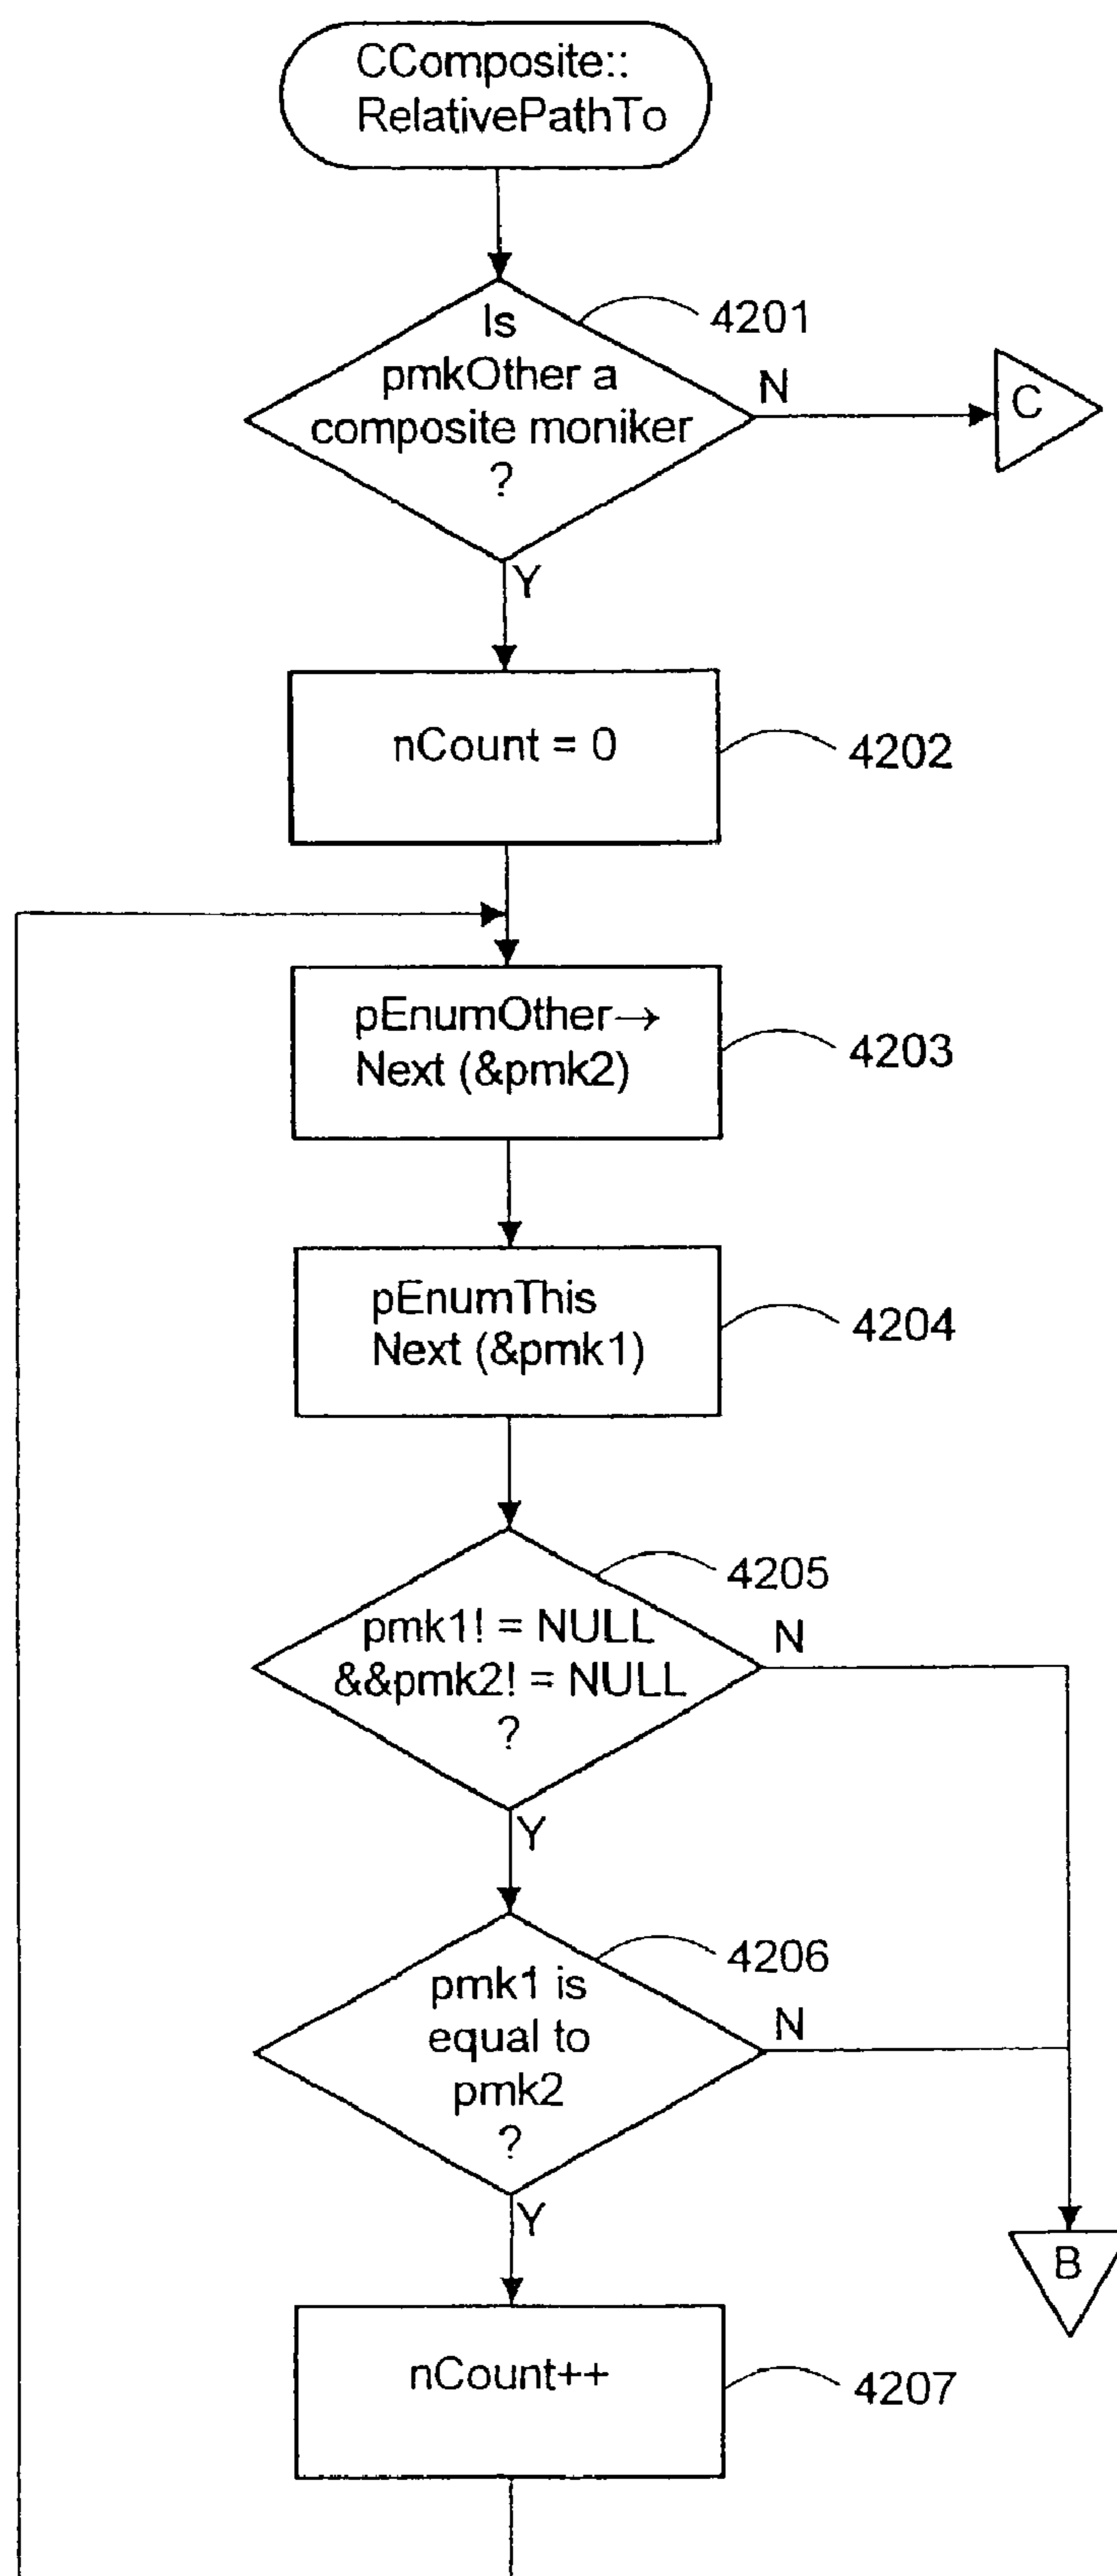 CComposite::
RelativePathTo
Is
pmkOther a
composite moniker
?
4201
N
C
Y
nCount = 0
4202
pEnumOther→
Next (&pmk2)
4203
pEnumThis
Next (&pmk1)
4204
pmk1! = NULL
&&pmk2! = NULL
?
4205
N
Y
pmk1 is
equal to
pmk2
?
4206
N
Y
B
nCount++
4207